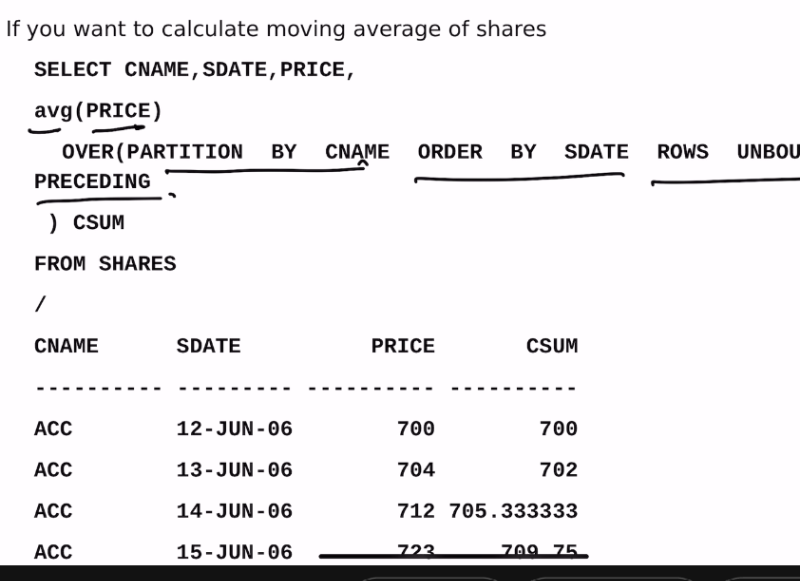 If you want to calculate moving average of shares
SELECT CNAME,SDATE,PRICE,
avg(PRICE)
OVER(PARTITION BY CNAME ORDER BY SDATE ROWS UNBOU
PRECEDING
) CSUM
FROM SHARES
/
CNAME SDATE PRICE CSUM
---------- --------- ---------- ----------
ACC 12-JUN-06 700 700
ACC 13-JUN-06 704 702
ACC 14-JUN-06 712 705.333333
ACC 15-JUN-06 723 709.75